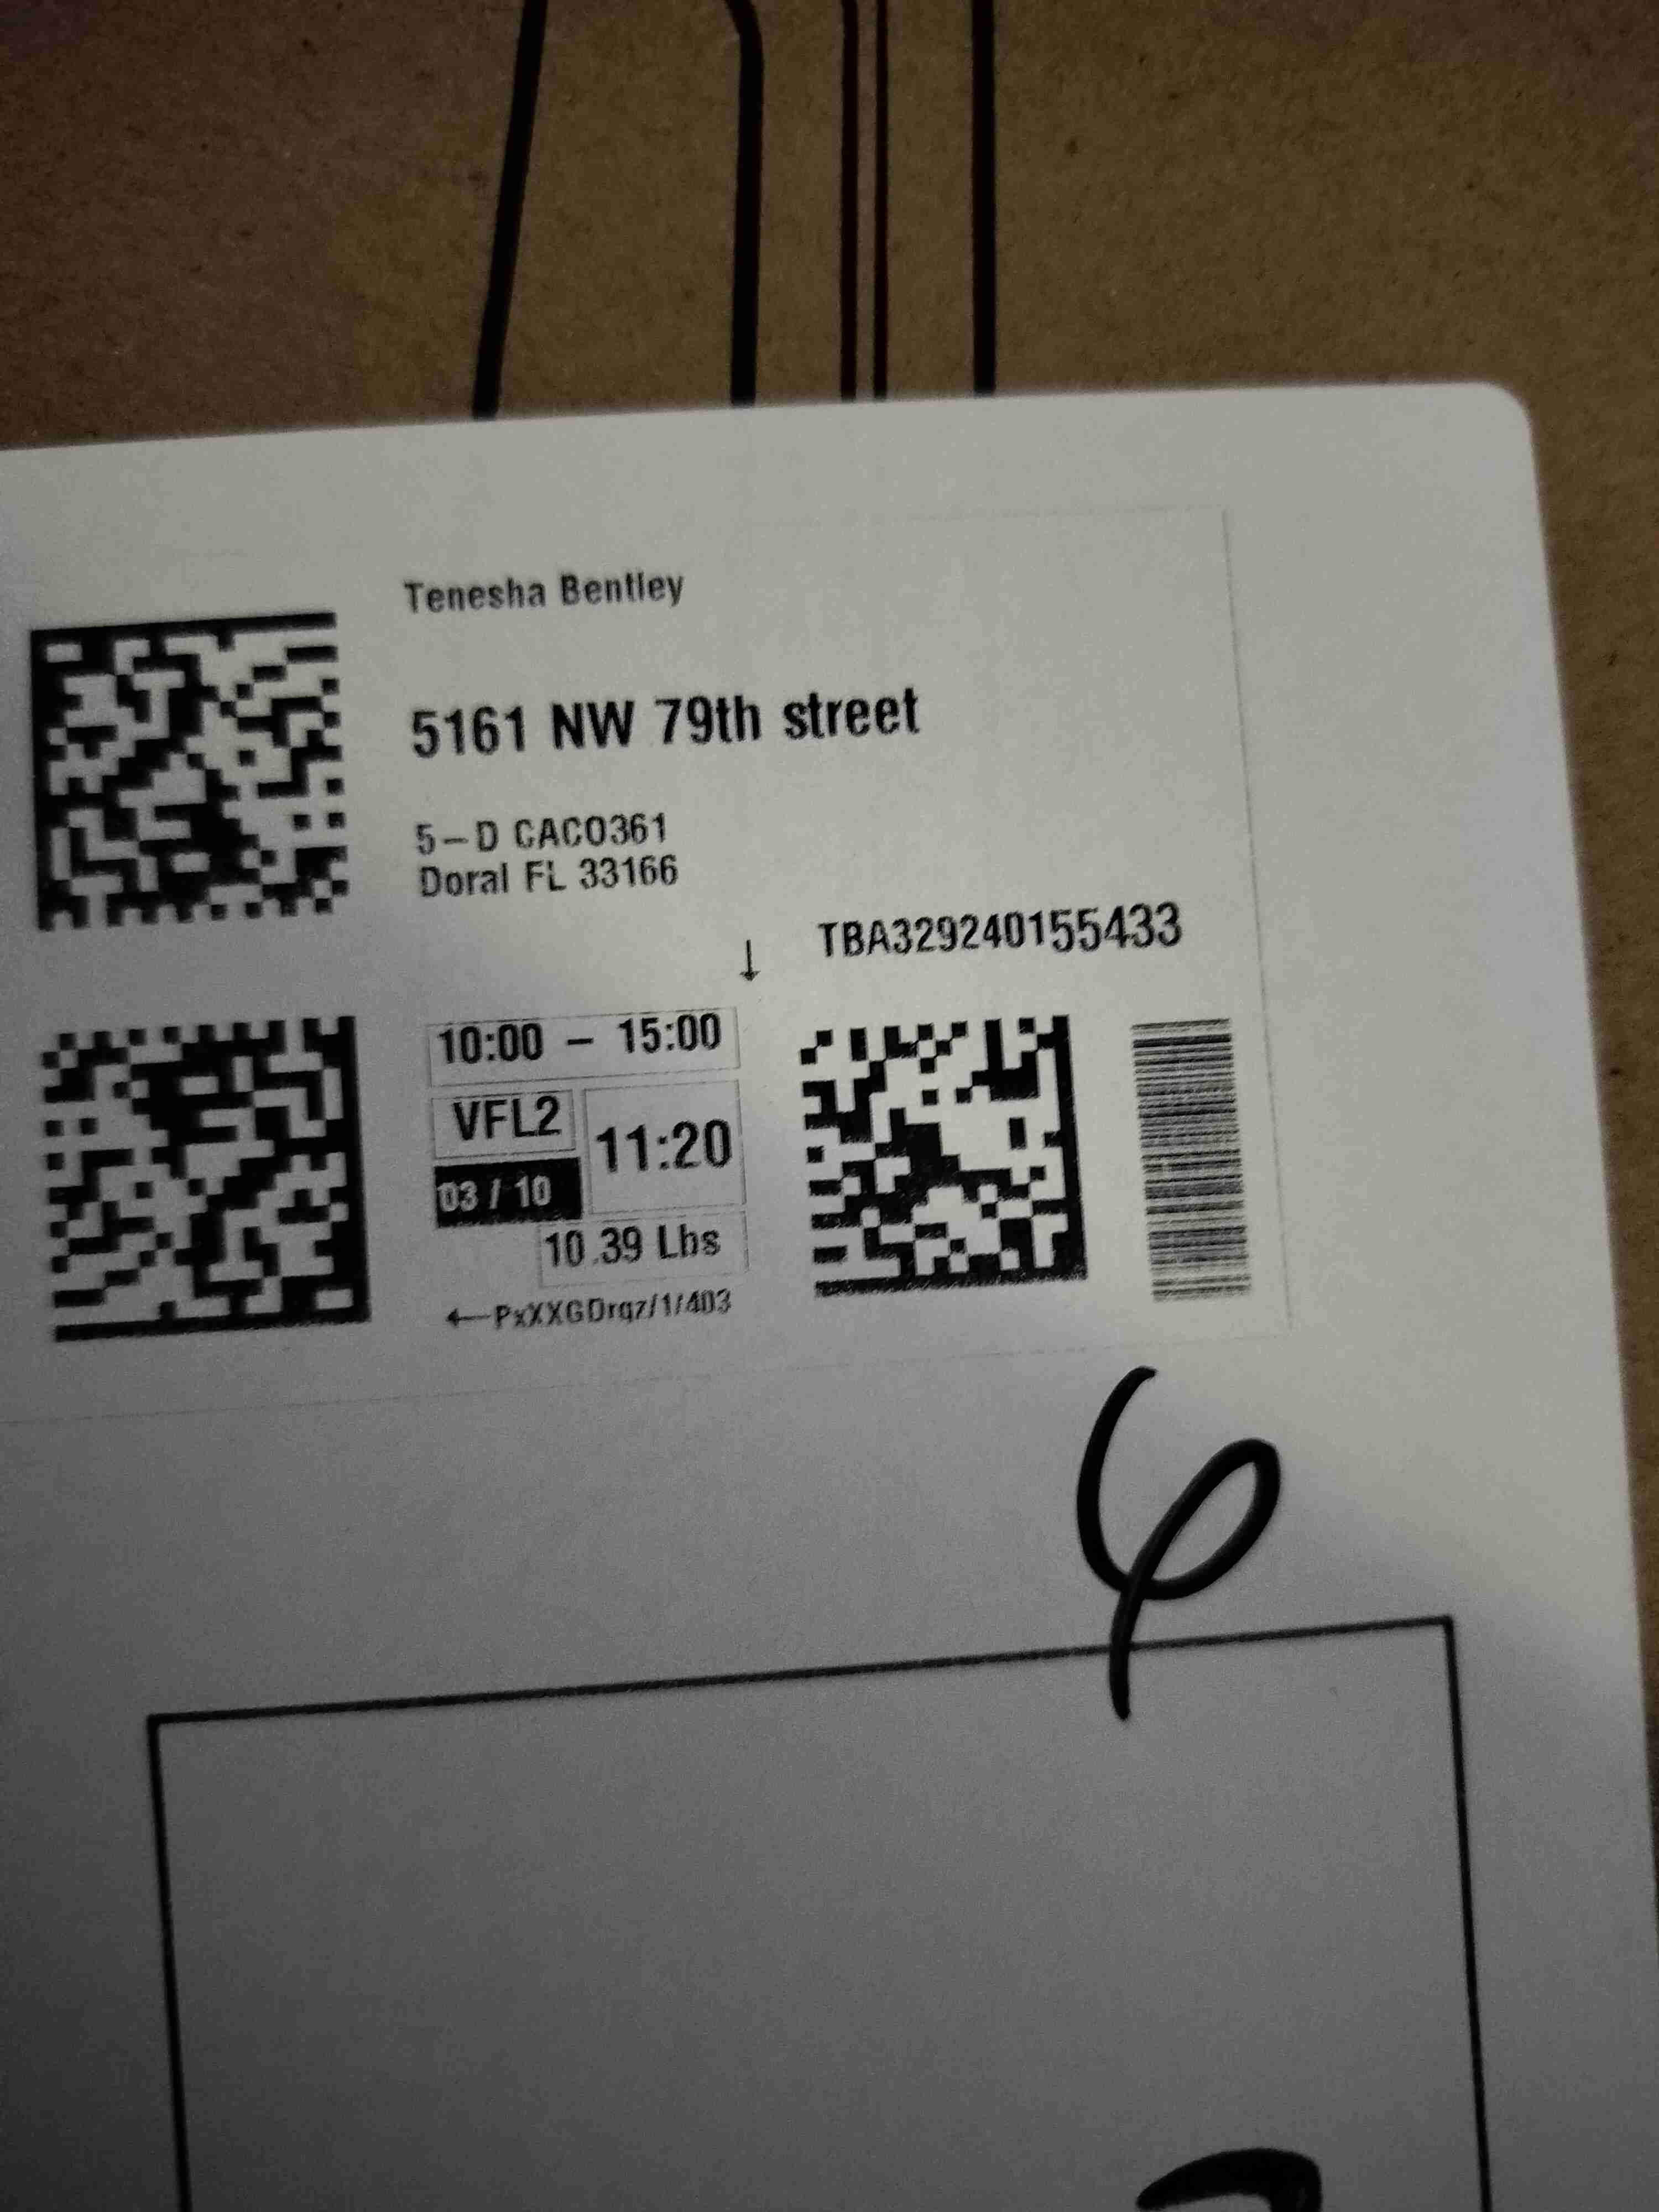 Tenesha Bentley
5161 NW 79th street
5-D CACO361
Doral FL 33166
↓ TBA329240155433
10:00 - 15:00
VFL2
11:20
03 / 10
10.39 Lbs
←PxXXGDrqz/1/403